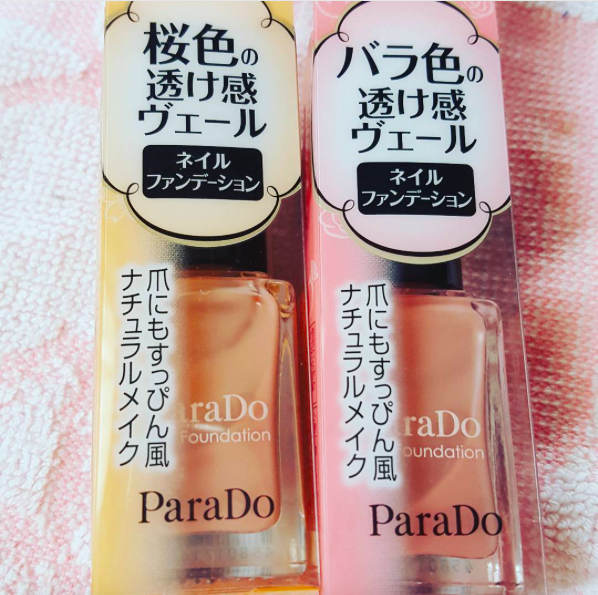 桜色の
透け感
ヴェール
ネイル
ファンデーション
爪にもすっぴん風
ナチュラルメイク
ParaDo
Foundation
ParaDo
バラ色の
透け感
ヴェール
ネイル
ファンデーション
爪にもすっぴん風
ナチュラルメイク
raDo
oundation
ParaDo